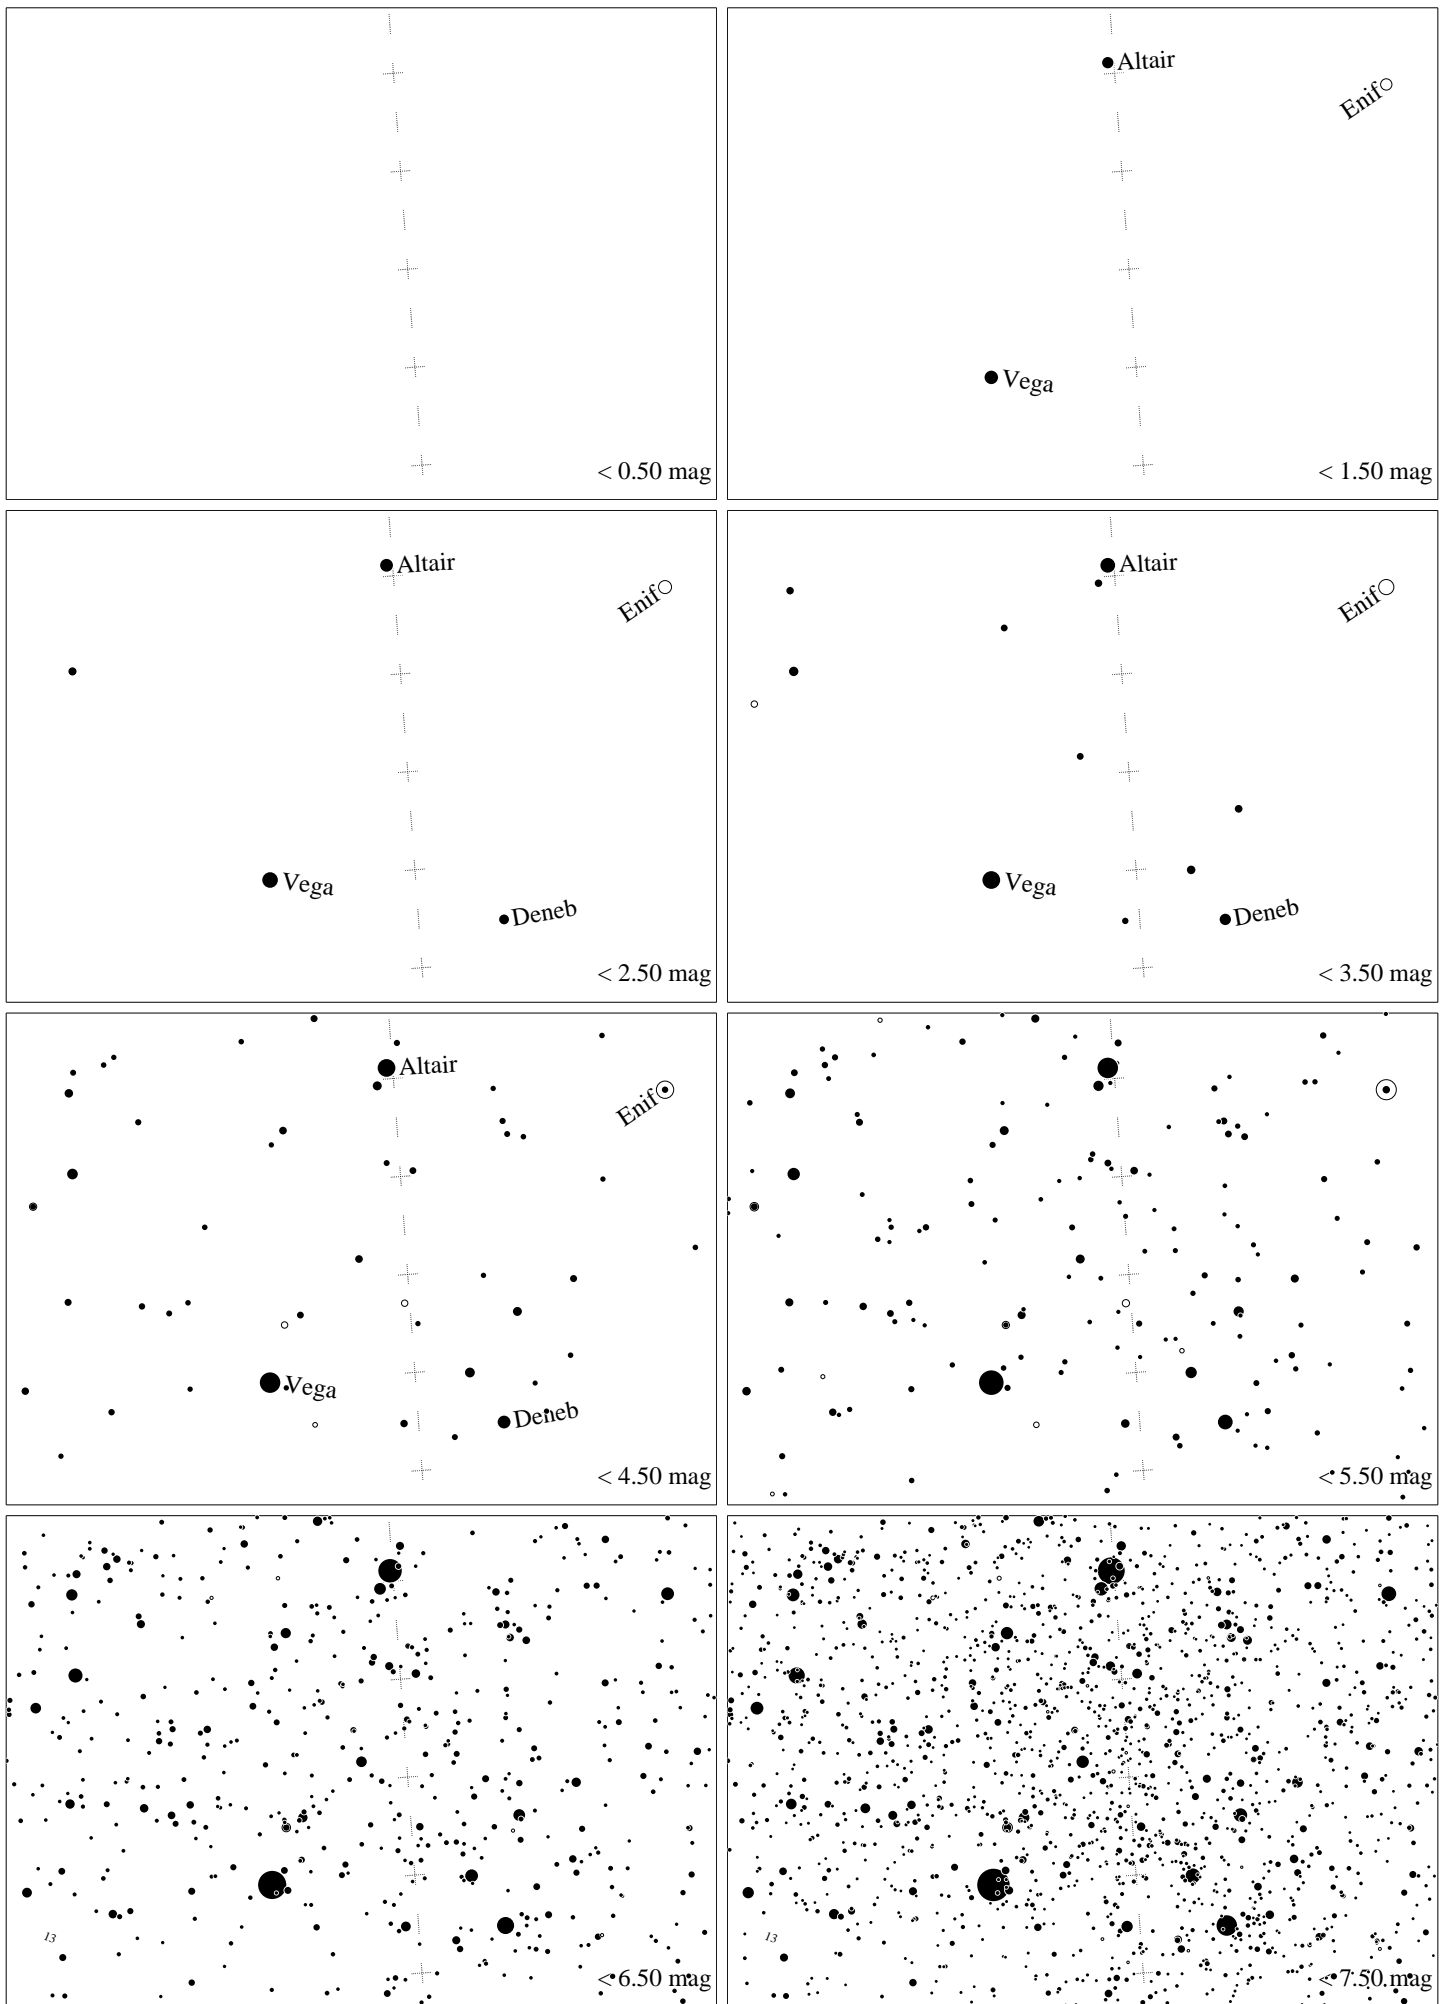 < 0.50 mag
Altair
Enif
Vega
< 1.50 mag
Altair
Enif
Vega
Deneb
< 2.50 mag
Altair
Enif
Vega
Deneb
< 3.50 mag
Altair
Enif
Vega
Deneb
< 4.50 mag
< 5.50 mag
13
< 6.50 mag
13
< 7.50 mag